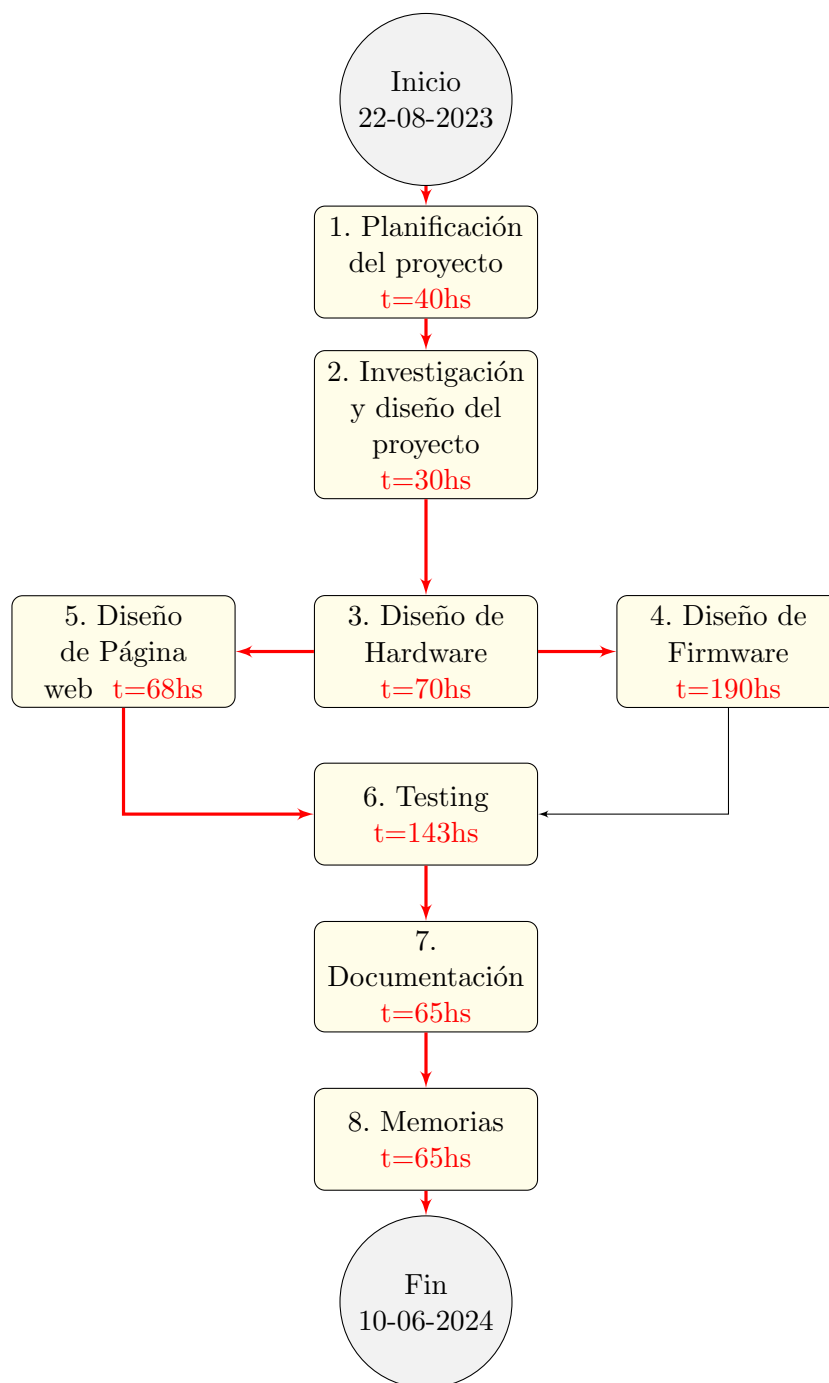 Inicio
22-08-2023
1. Planificación
del proyecto
t=40hs
2. Investigación
y diseño del
proyecto
t=30hs
5. Diseño
de Página
web t=68hs
3. Diseño de
Hardware
t=70hs
4. Diseño de
Firmware
t=190hs
6. Testing
t=143hs
7.
Documentación
t=65hs
8. Memorias
t=65hs
Fin
10-06-2024